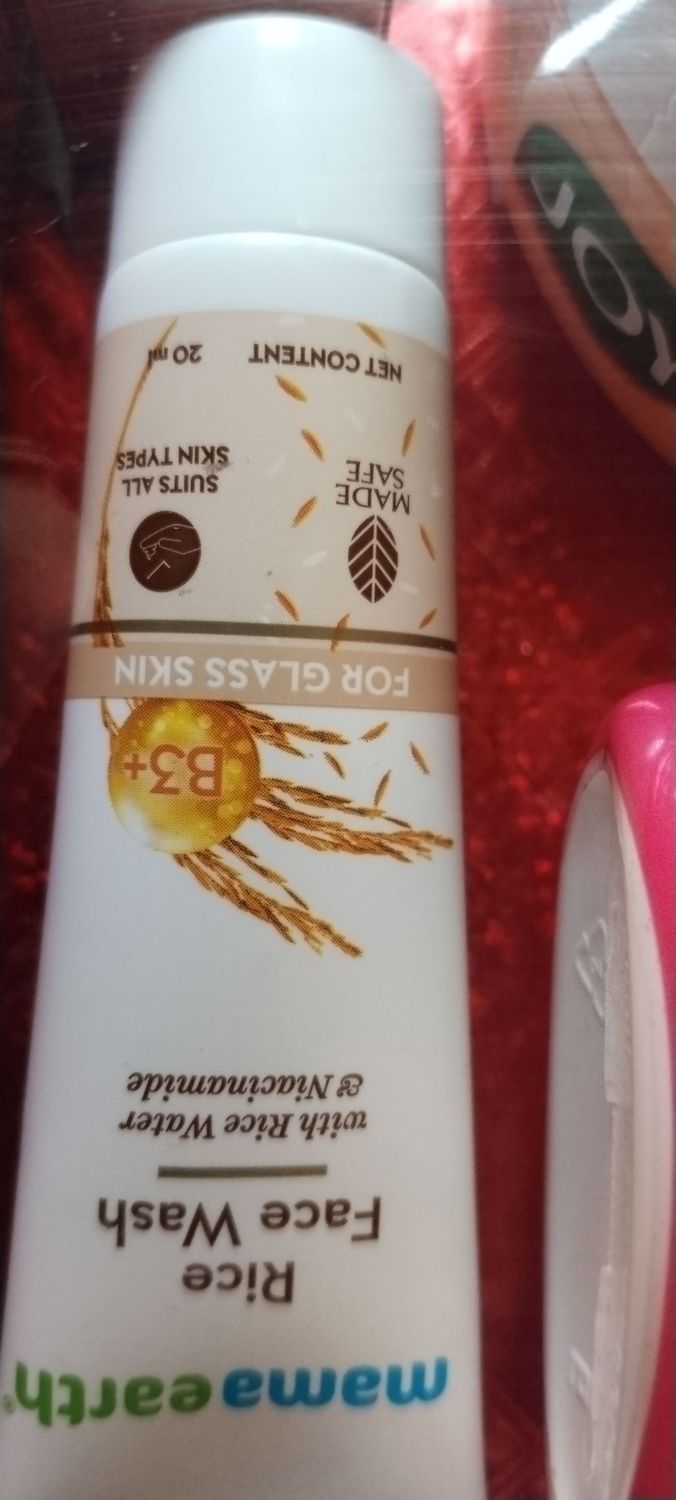 mamaearth®
Rice
Face Wash
with Rice Water
& Niacinamide
B3+
FOR GLASS SKIN
MADE
SAFE
SUITS ALL
SKIN TYPES
NET CONTENT 20 ml